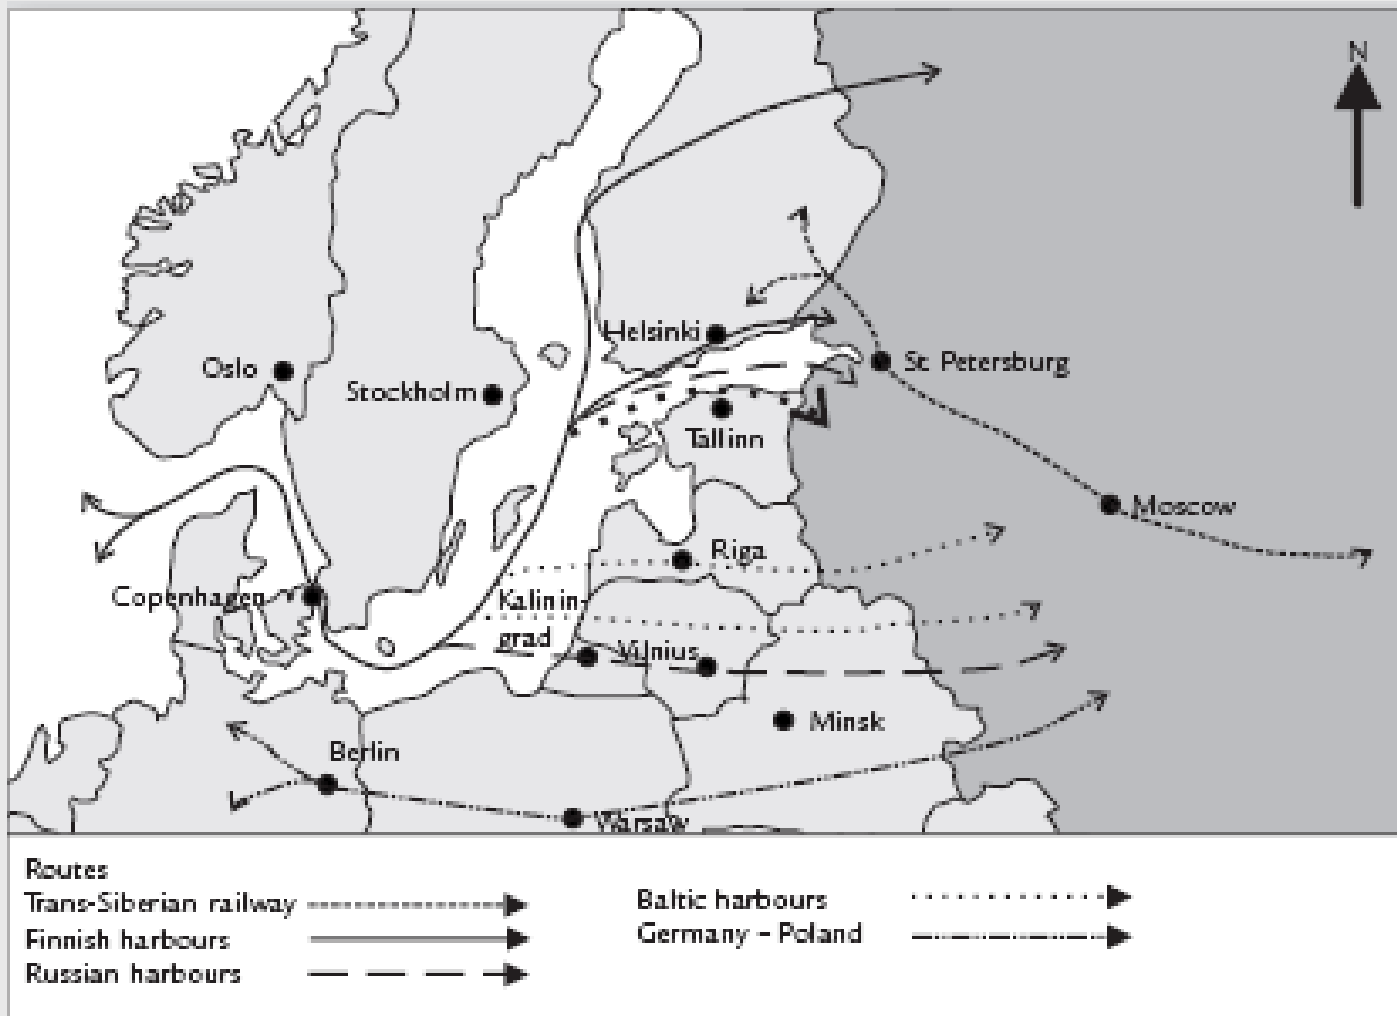 N
Helsinki
St Petersburg
Oslo
Stockholm
Tallinn
Moscow
Riga
Copenhagen
Kalinin-
grad
Vilnius
Minsk
Berlin
Warsaw
Routes
Trans-Siberian railway
Finnish harbours
Russian harbours
Baltic harbours
Germany – Poland